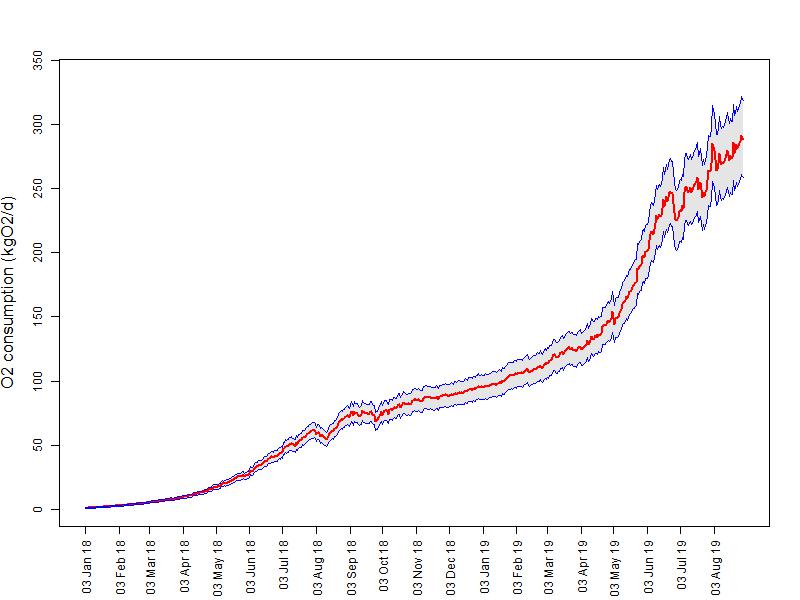 O2 consumption (kgO2/d)
350
300
250
200
150
100
50
0
03 Jan 18
03 Feb 18
03 Mar 18
03 Apr 18
03 May 18
03 Jun 18
03 Jul 18
03 Aug 18
03 Sep 18
03 Oct 18
03 Nov 18
03 Dec 18
03 Jan 19
03 Feb 19
03 Mar 19
03 Apr 19
03 May 19
03 Jun 19
03 Jul 19
03 Aug 19